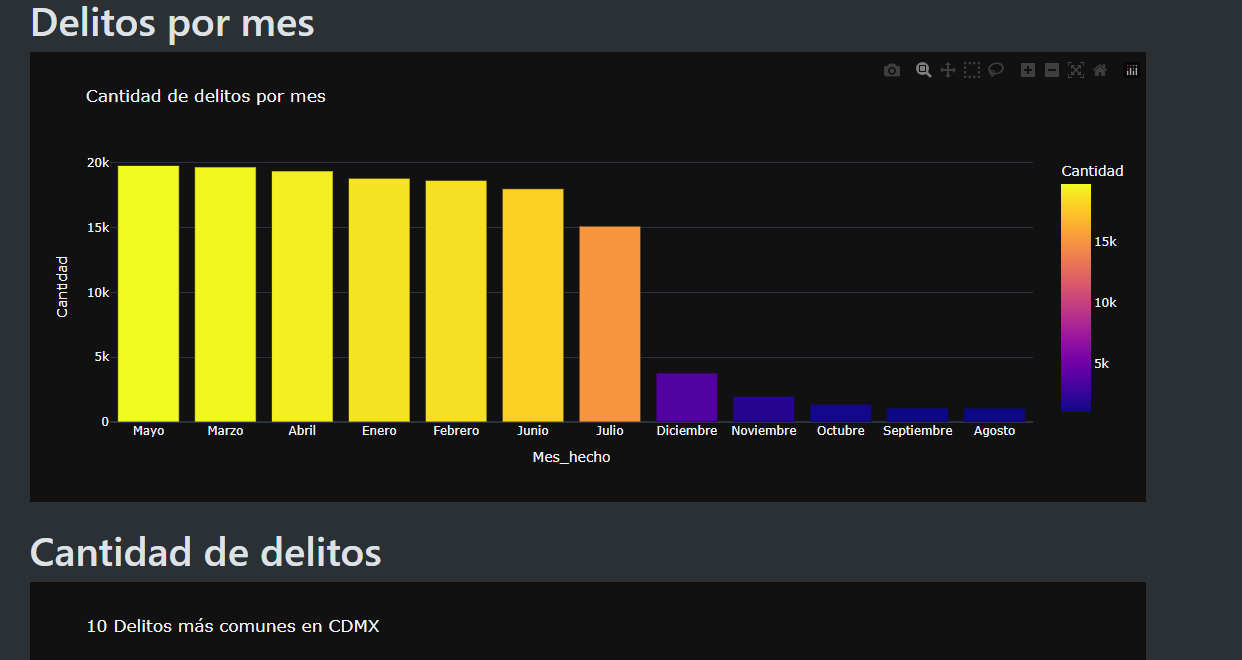 Delitos por mes
Cantidad de delitos por mes
Cantidad
20k
15k
10k
5k
0
Mayo Marzo Abril Enero Febrero Junio Julio Diciembre Noviembre Octubre Septiembre Agosto
Mes_hecho
Cantidad
15k
10k
5k
Cantidad de delitos
10 Delitos más comunes en CDMX